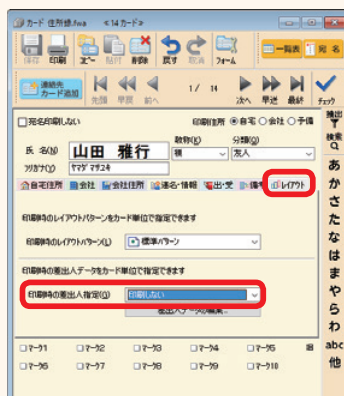 カード 住所録.fwa ≪14 カード≫
保存 印刷 コピー 貼付 削除 戻す 取消 フォーム 一覧表 宛名
連絡先カード追加 先頭 早戻 前へ 1/ 14 次へ 早送 最終 チェック
宛名印刷しない 印刷住所 自宅 会社 予備 抽出
敬称(K) 分類(G) 検索
氏 名(N) 山田 雅行 様 友人
フリガナ(Y) ヤマダ マサユキ あ
自宅住所 会社 会社住所 連名・情報 喪出・受 備考 レイアウト か
さ
印刷時のレイアウトパターンをカード単位で指定できます た
印刷時のレイアウトパターン(L) 標準パターン な
は
印刷時の差出人データをカード単位で指定できます ま
印刷時の差出人指定(O) 印刷しない や
差出人データの編集... ら
わ
マーク1 マーク2 マーク3 マーク4 マーク5 abc
マーク6 マーク7 マーク8 マーク9 マーク10 他